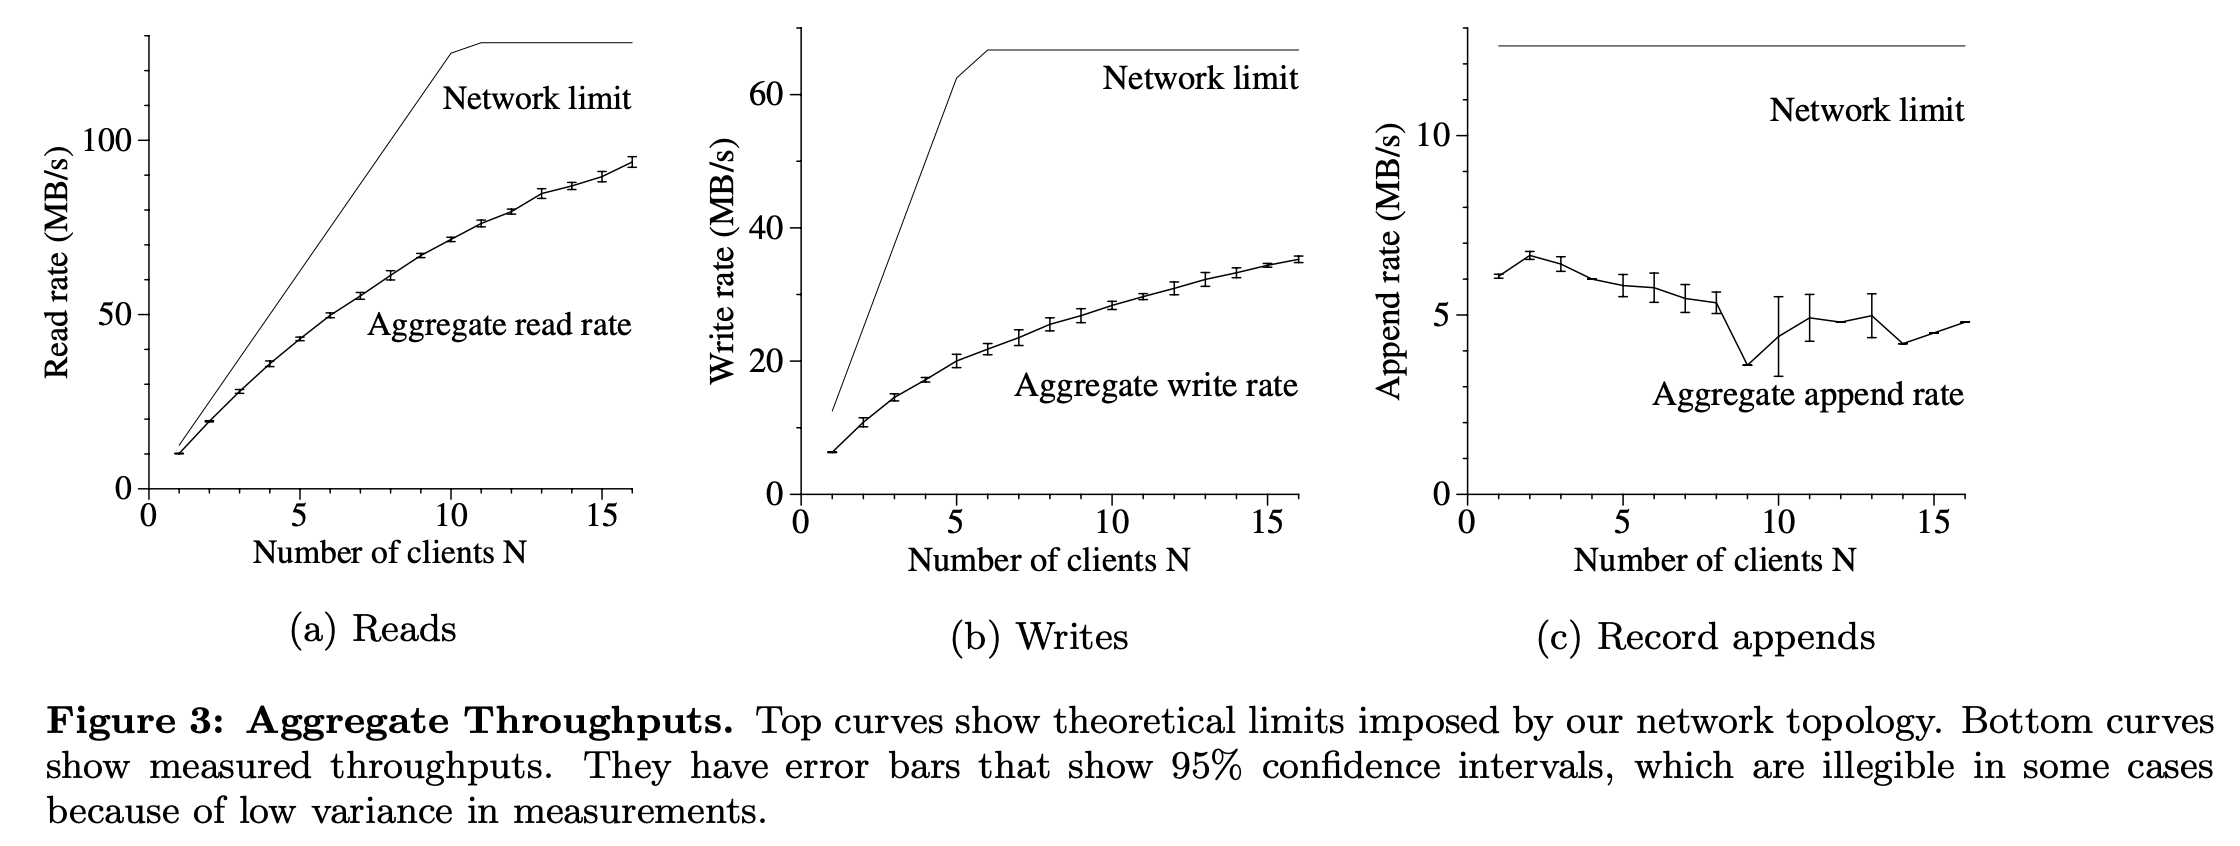 Read rate (MB/s)
100
50
0
0 5 10 15
Network limit
Aggregate read rate
Number of clients N
(a) Reads
Write rate (MB/s)
60
40
20
0
0 5 10 15
Network limit
Aggregate write rate
Number of clients N
(b) Writes
Append rate (MB/s)
10
5
0
0 5 10 15
Network limit
Aggregate append rate
Number of clients N
(c) Record appends
Figure 3: Aggregate Throughputs. Top curves show theoretical limits imposed by our network topology. Bottom curves
show measured throughputs. They have error bars that show 95% confidence intervals, which are illegible in some cases
because of low variance in measurements.